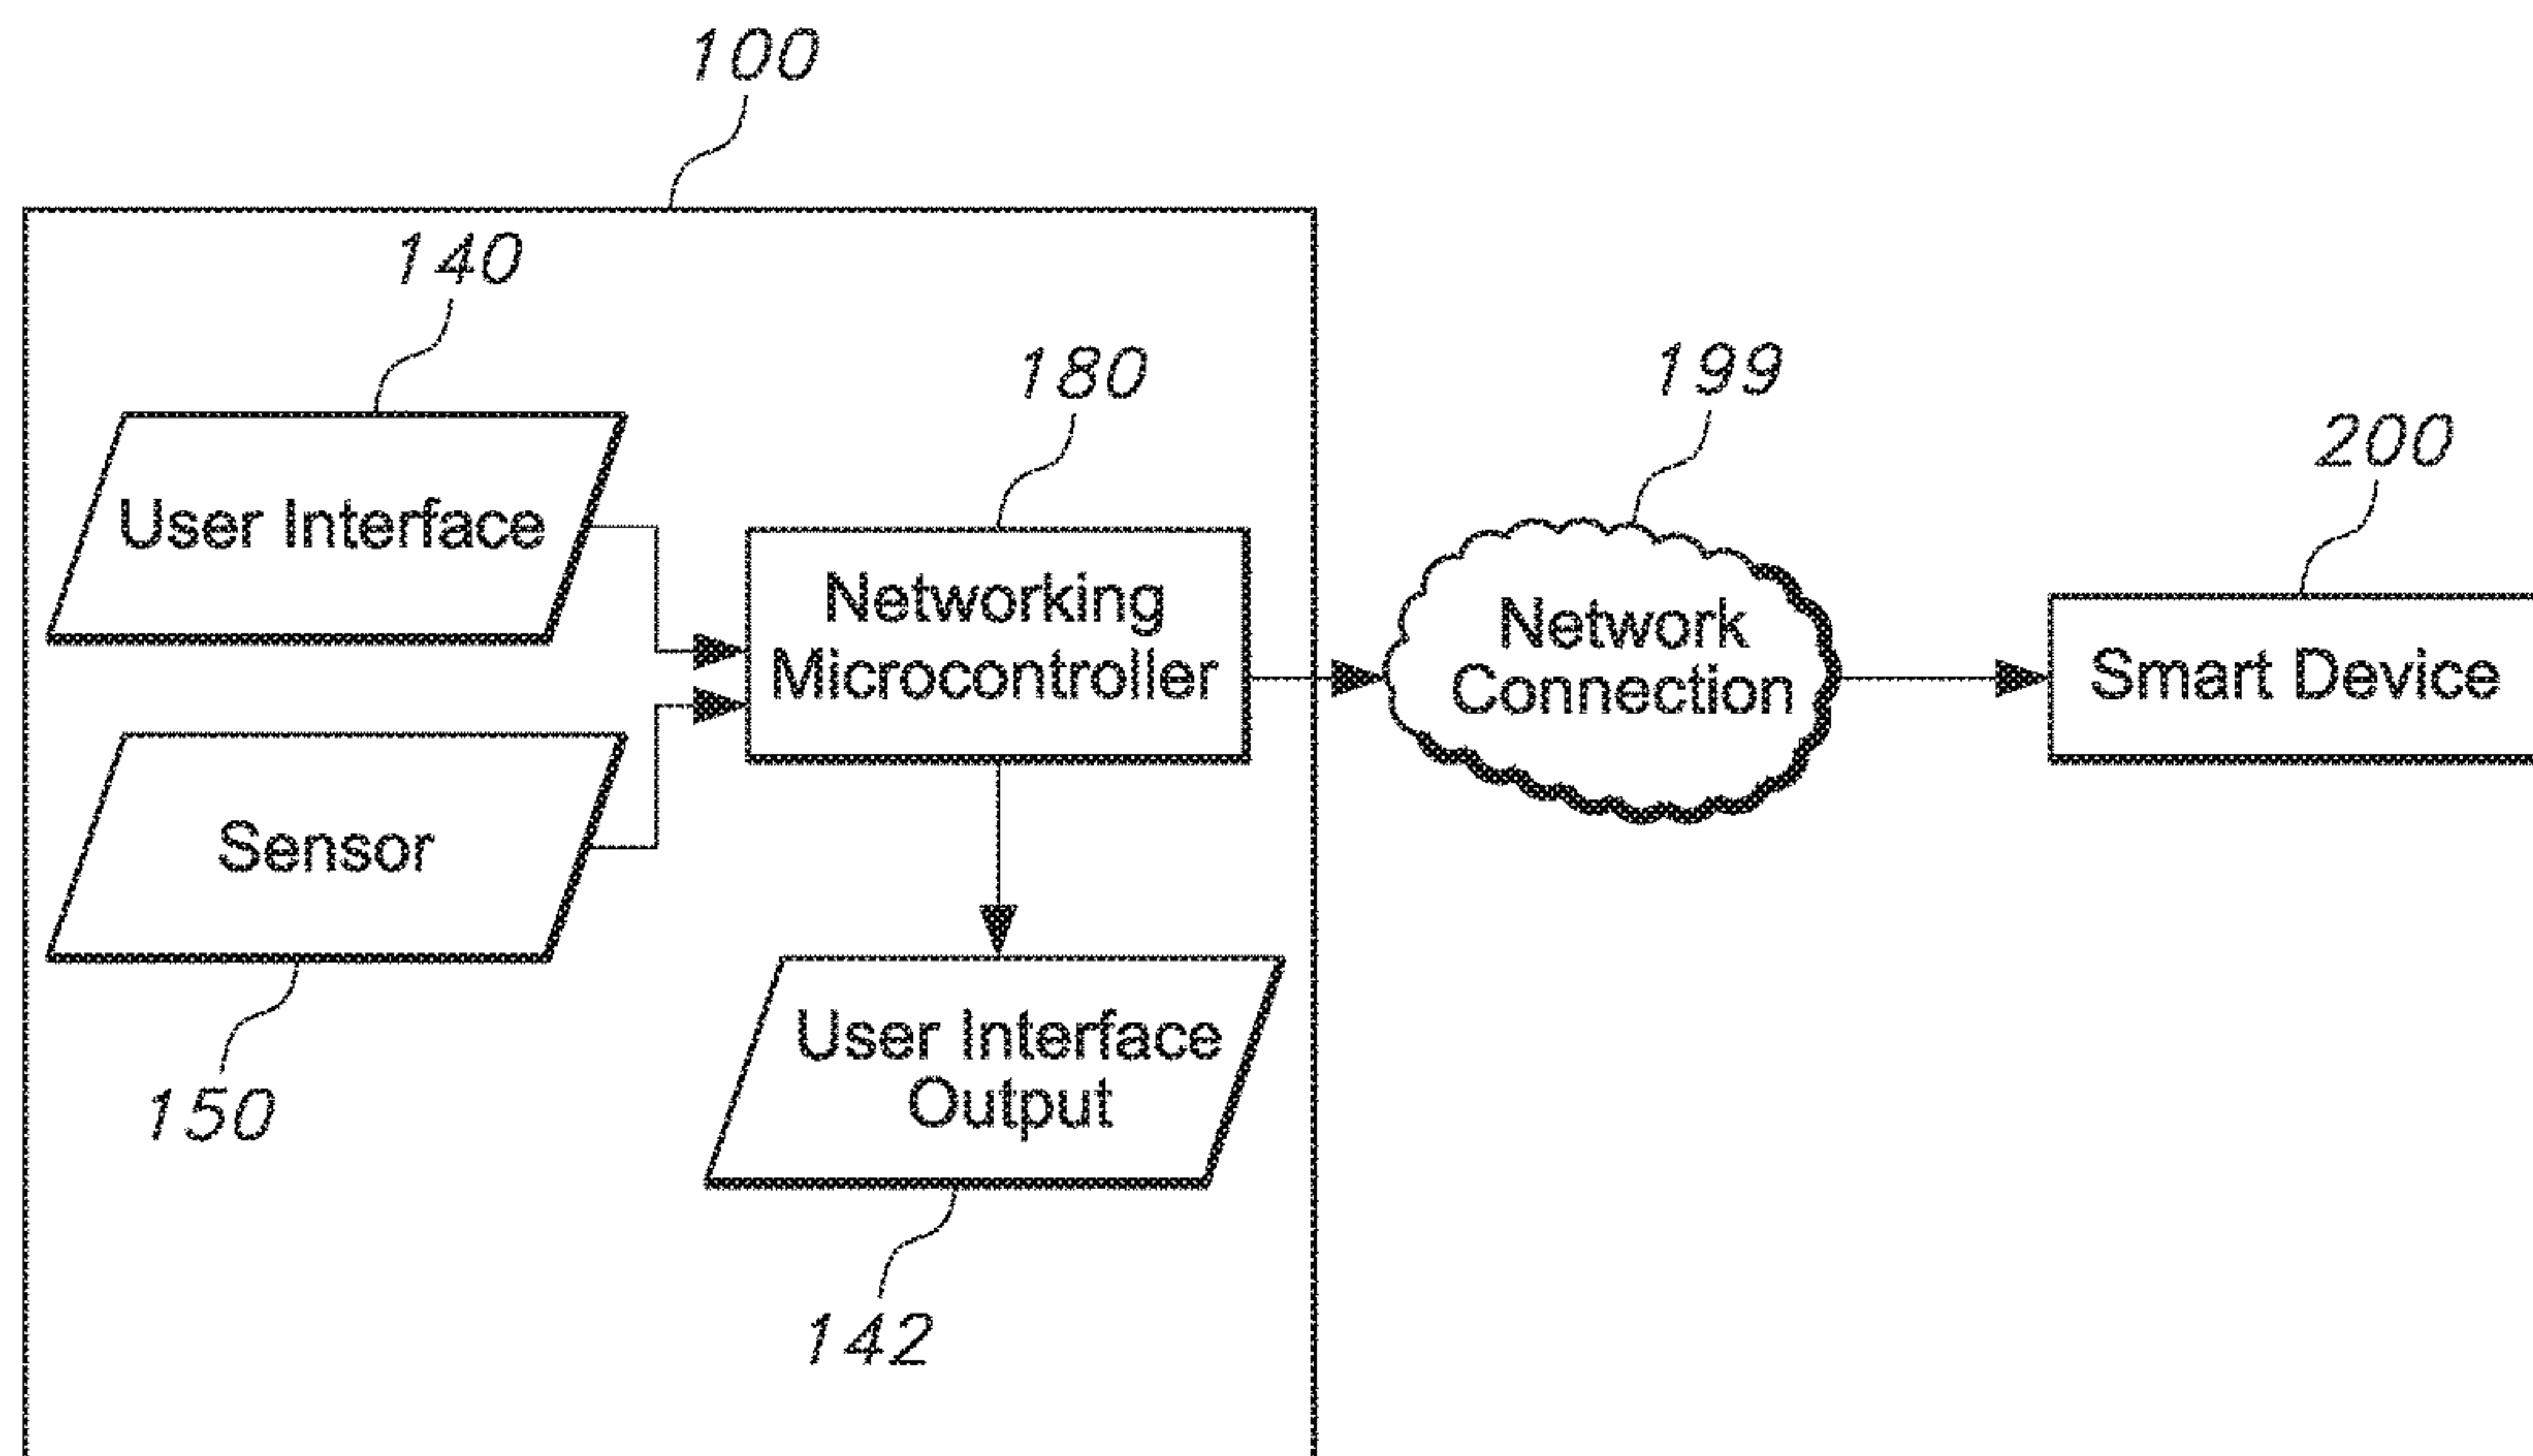 100
140
User Interface
180
Networking
Microcontroller
199
Network
Connection
200
Smart Device
Sensor
150
User Interface
Output
142